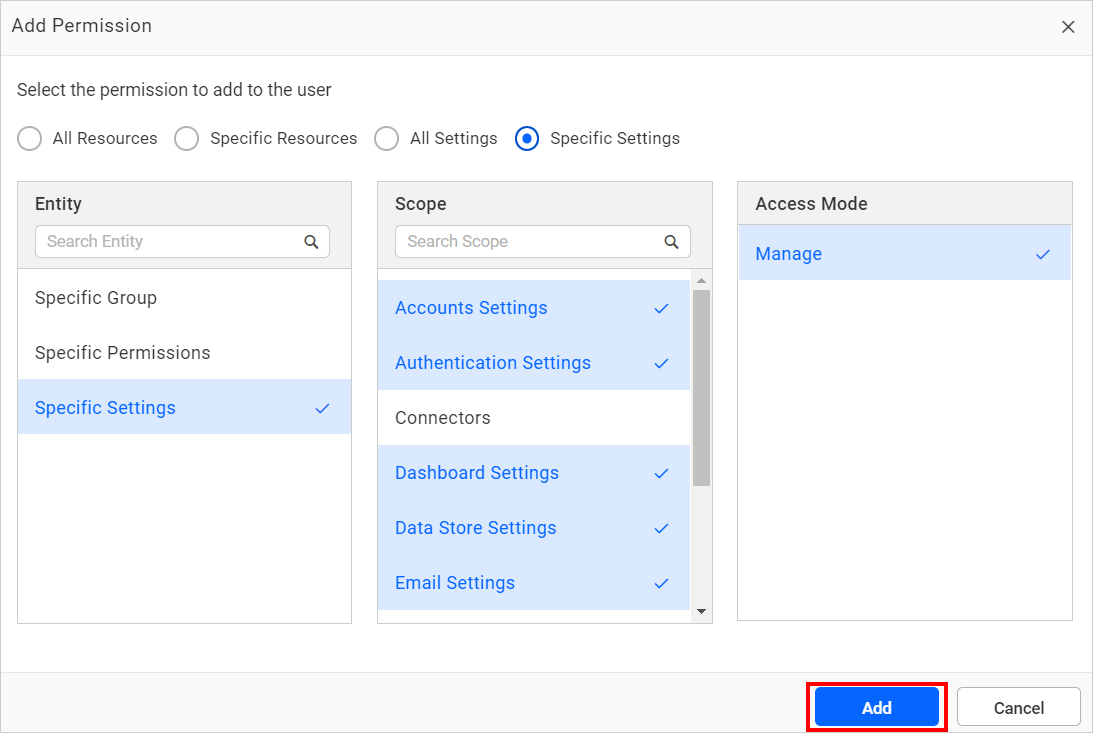 Add Permission
Select the permission to add to the user
All Resources
Specific Resources
All Settings
Specific Settings
Entity
Search Entity
Specific Group
Specific Permissions
Specific Settings
Scope
Search Scope
Accounts Settings
Authentication Settings
Connectors
Dashboard Settings
Data Store Settings
Email Settings
Access Mode
Manage
Add
Cancel